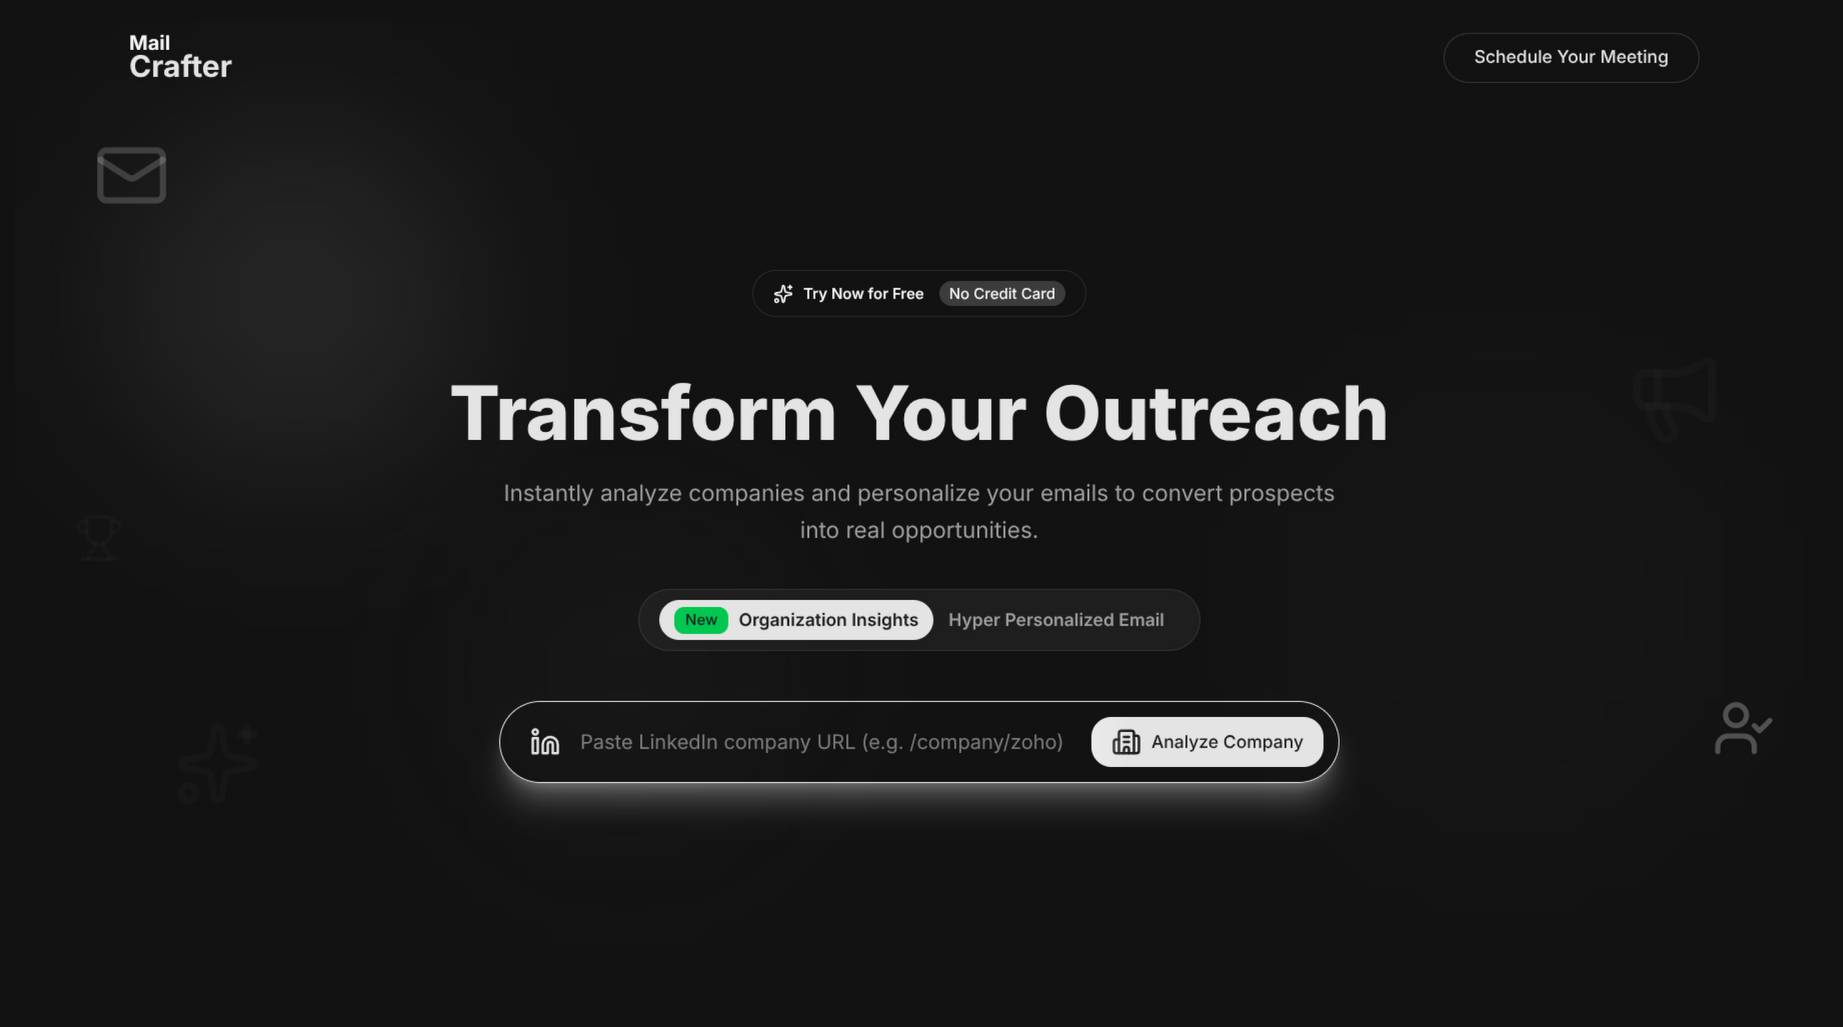 Mail
Crafter
Schedule Your Meeting
Try Now for Free No Credit Card
Transform Your Outreach
Instantly analyze companies and personalize your emails to convert prospects
into real opportunities.
New Organization Insights Hyper Personalized Email
Paste LinkedIn company URL (e.g. /company/zoho) Analyze Company